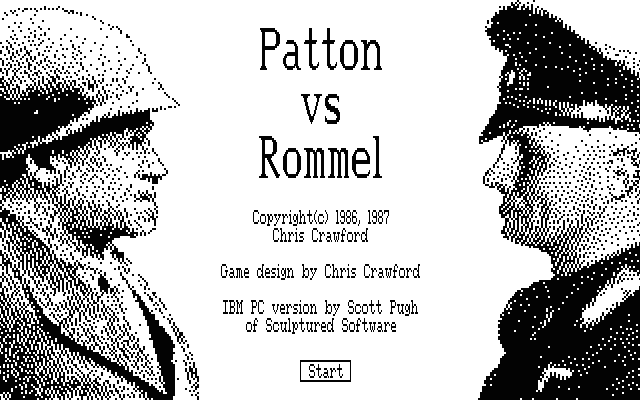 Patton
vs
Rommel
Copyright(c) 1986, 1987
Chris Crawford
Game design by Chris Crawford
IBM PC version by Scott Pugh
of Sculptured Software
Start